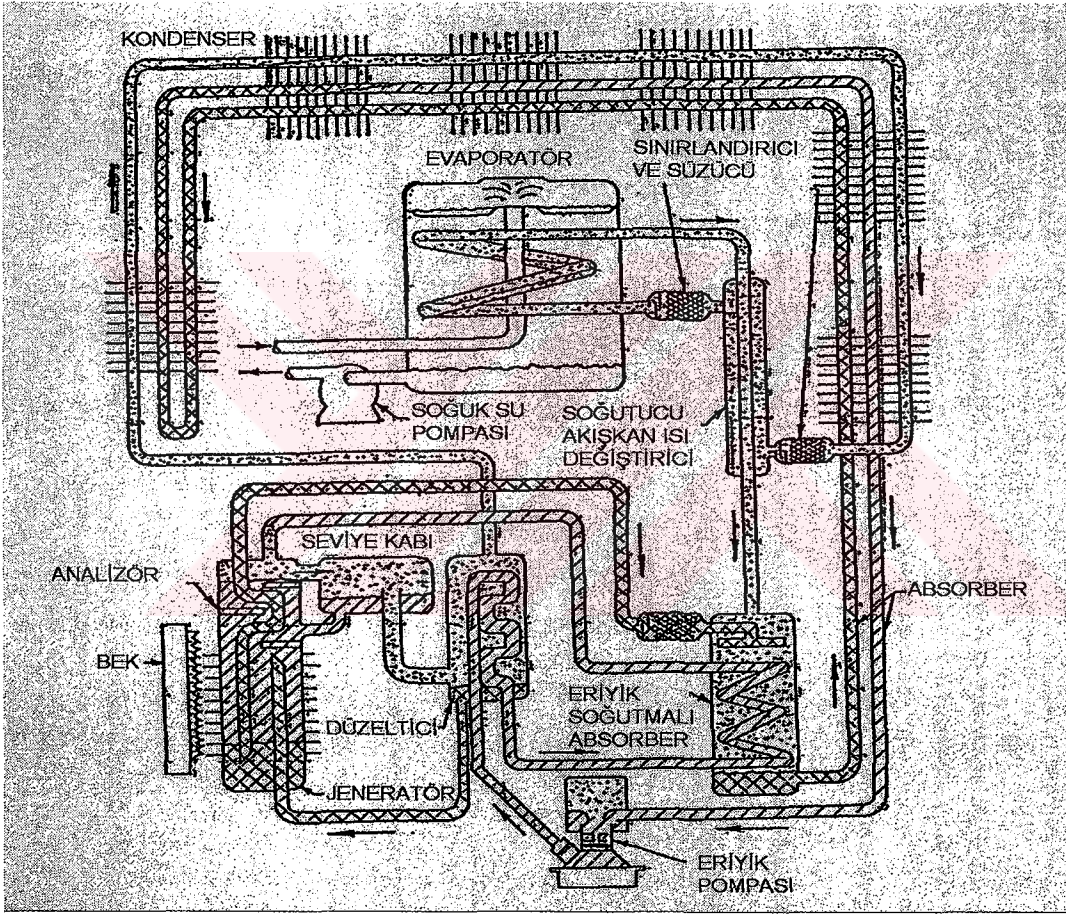 KONDENSER
SINIRLANDIRICI
VE SÜZÜCÜ
EVAPORATÖR
SOĞUK SU
POMPASI
SOĞUTUCU
AKIŞKAN ISI
DEĞİŞTİRİCİ
SEVİYE KABI
ANALİZÖR
ABSORBER
BEK
ERİYİK
SOĞUTMALI
ABSORBER
DÜZELTİCİ
JENERATÖR
ERİYİK
POMPASI